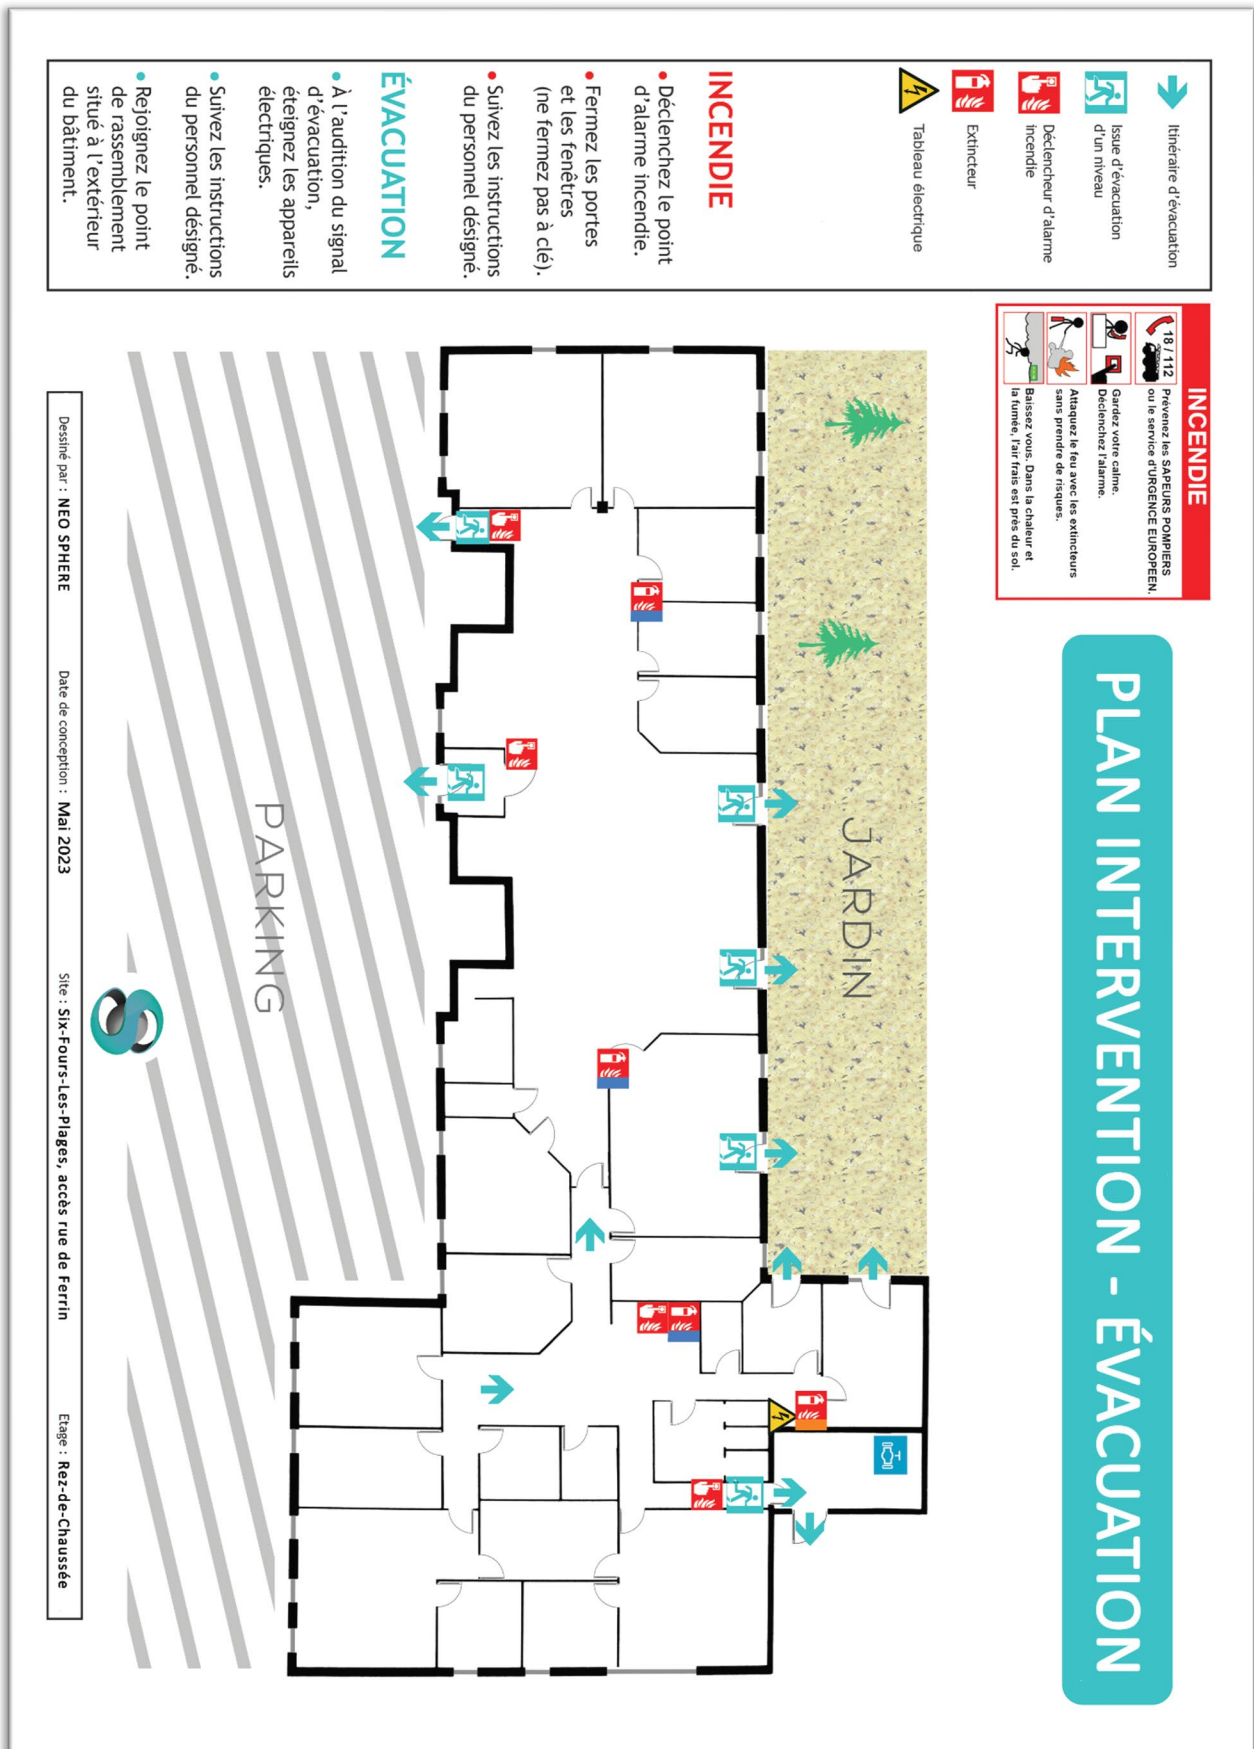 PLAN INTERVENTION - ÉVACUATION
INCENDIE
18 / 112
Prévenez les SAPEURS POMPIERS
ou le service d'URGENCE EUROPEEN.
Gardez votre calme.
Déclenchez l'alarme.
Attaquez le feu avec les extincteurs
sans prendre de risques.
Baissez vous. Dans la chaleur et
la fumée, l'air frais est près du sol.
Itinéraire d'évacuation
Issue d'évacuation
d'un niveau
Déclencheur d'alarme
incendie
Extincteur
Tableau électrique
INCENDIE
• Déclenchez le point
d'alarme incendie.
• Fermez les portes
et les fenêtres
(ne fermez pas à clé).
• Suivez les instructions
du personnel désigné.
ÉVACUATION
• À l'audition du signal
d'évacuation,
éteignez les appareils
électriques.
• Suivez les instructions
du personnel désigné.
• Rejoignez le point
de rassemblement
situé à l'extérieur
du bâtiment.
JARDIN
PARKING
Dessiné par : NEO SPHERE
Date de conception : Mai 2023
Site : Six-Fours-Les-Plages, accès rue de Ferrin
Etage : Rez-de-Chaussée